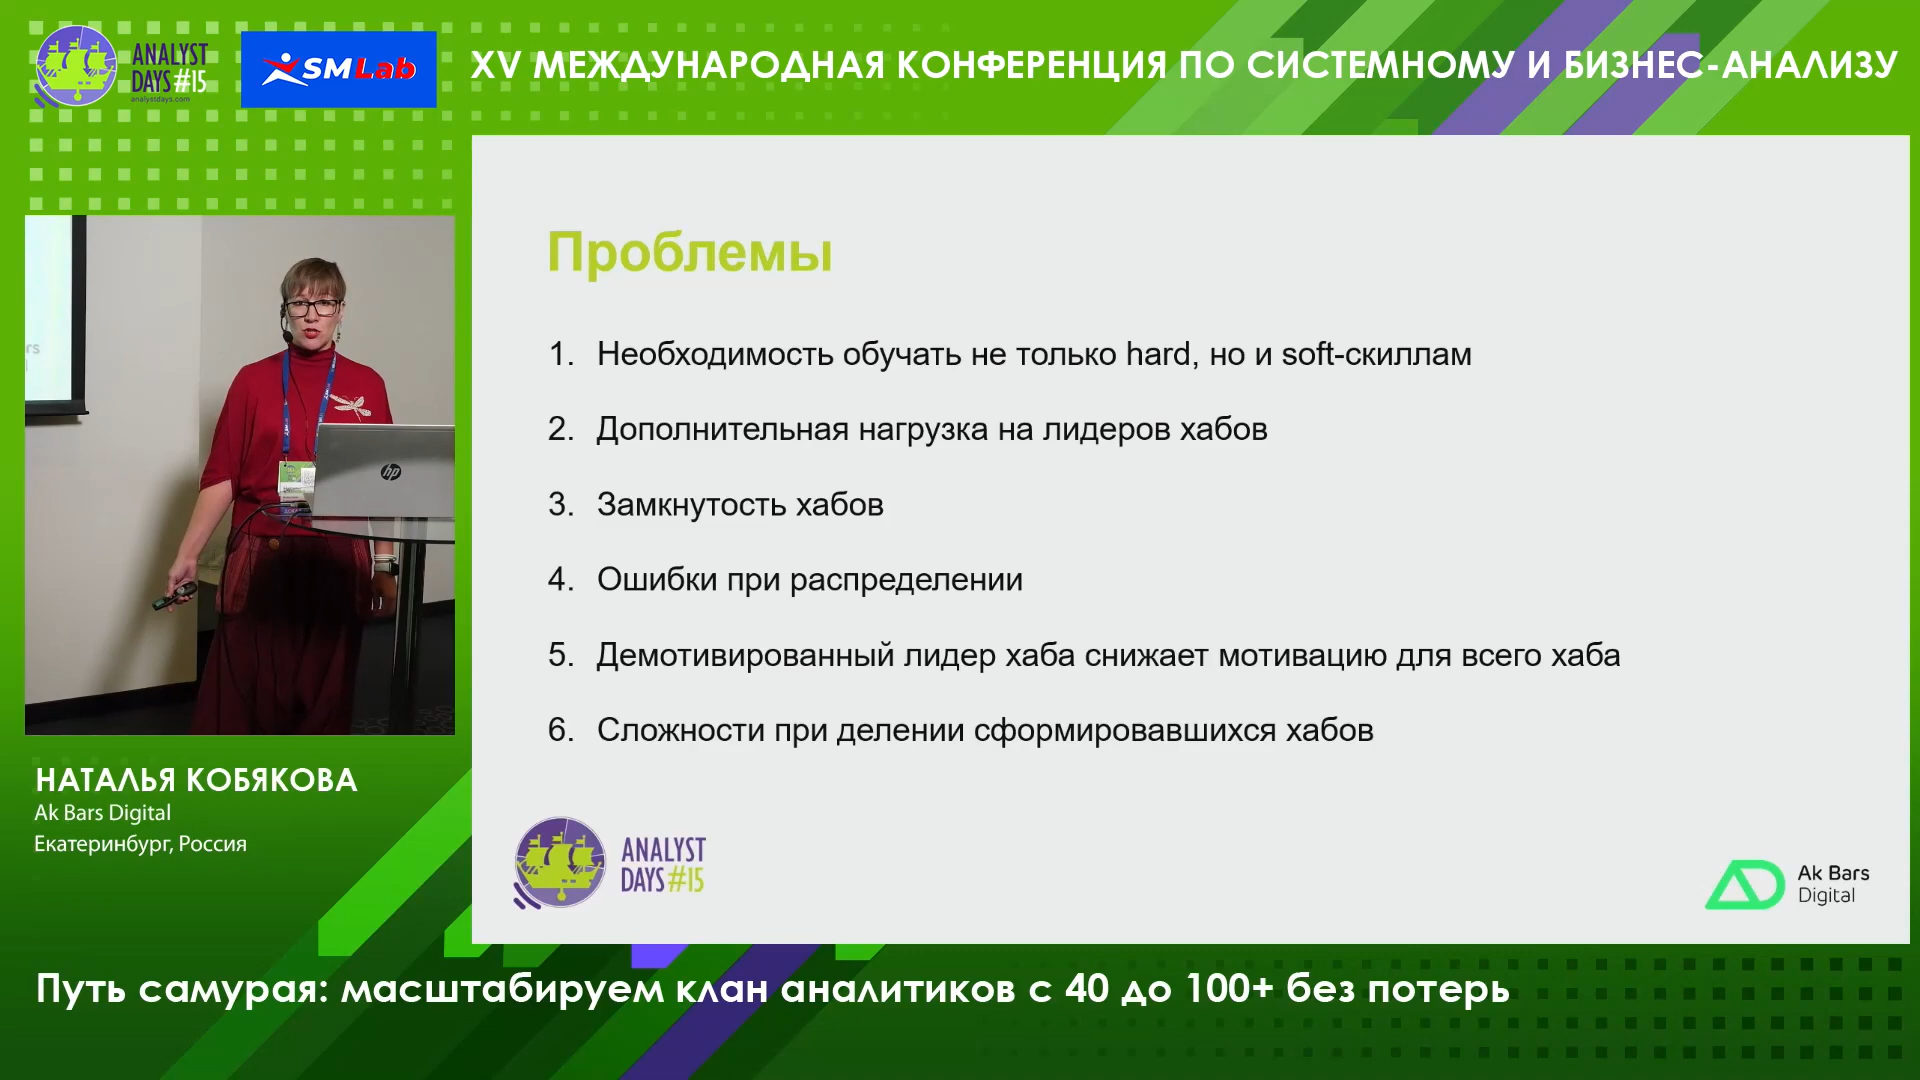 ANALYST
DAYS #15
analystdays.com
SMLab
XV МЕЖДУНАРОДНАЯ КОНФЕРЕНЦИЯ ПО СИСТЕМНОМУ И БИЗНЕС-АНАЛИЗУ
Проблемы
1. Необходимость обучать не только hard, но и soft-скиллам
2. Дополнительная нагрузка на лидеров хабов
3. Замкнутость хабов
4. Ошибки при распределении
5. Демотивированный лидер хаба снижает мотивацию для всего хаба
6. Сложности при делении сформировавшихся хабов
hp
НАТАЛЬЯ КОБЯКОВА
Ak Bars Digital
Екатеринбург, Россия
ANALYST
DAYS #15
Ak Bars
Digital
Путь самурая: масштабируем клан аналитиков с 40 до 100+ без потерь